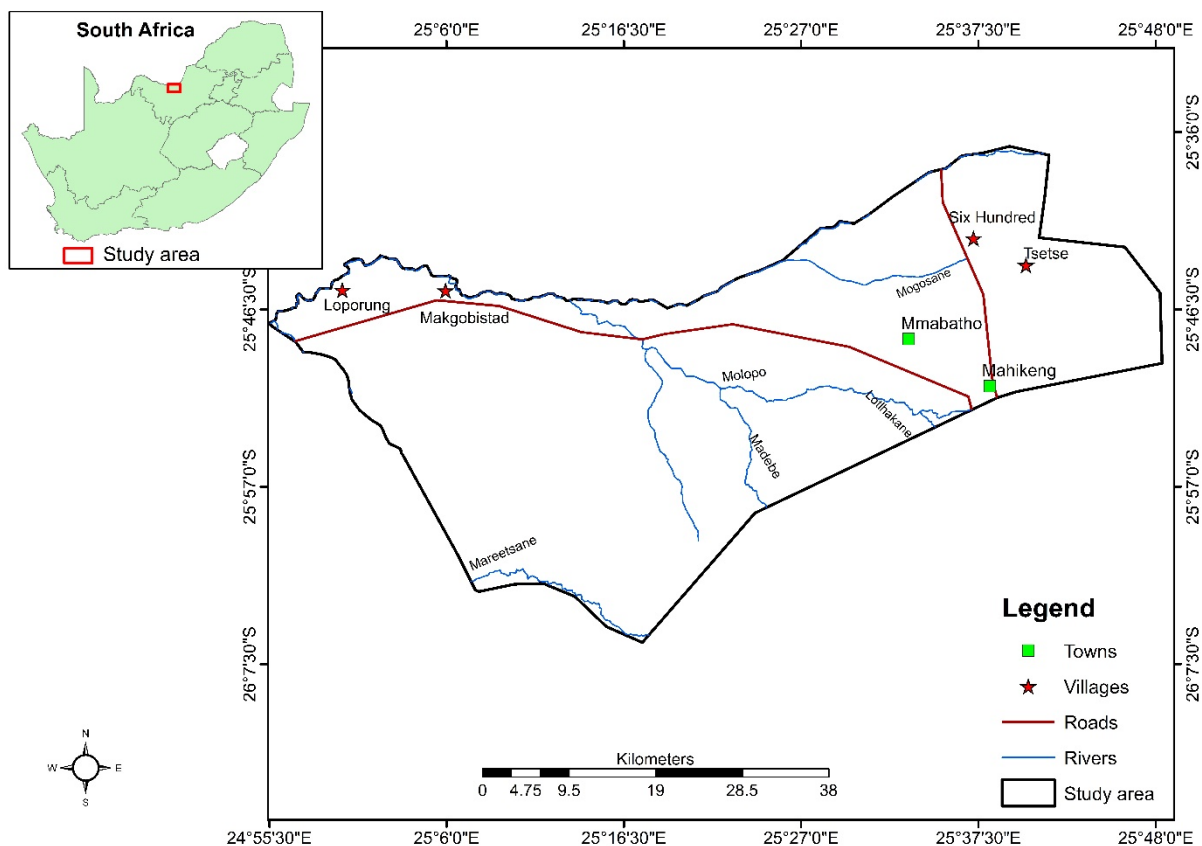 South Africa
Study area
25°6'0"E
25°16'30"E
25°27'0"E
25°37'30"E
25°48'0"E
25°36'0"S
25°46'30"S
25°57'0"S
26°7'30"S
25°36'0"S
25°46'30"S
25°57'0"S
26°7'30"S
Six Hundred
Tsetse
Mogosane
Loporung
Makgobistad
Mmabatho
Mahikeng
Molopo
Lotlhakane
Madebe
Mareetsane
Legend
Towns
Villages
Roads
Rivers
Study area
N
W E
S
Kilometers
0 4.75 9.5 19 28.5 38
24°55'30"E
25°6'0"E
25°16'30"E
25°27'0"E
25°37'30"E
25°48'0"E